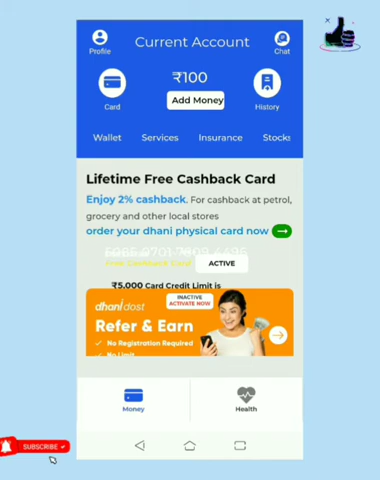 Current Account
Profile
Chat
₹100
Add Money
Card
History
Wallet Services Insurance Stocks
Lifetime Free Cashback Card
Enjoy 2% cashback. For cashback at petrol,
grocery and other local stores
order your dhani physical card now
Free Cashback Card
ACTIVE
₹5,000 Card Credit Limit is
INACTIVE
ACTIVATE NOW
dhani dost
Refer & Earn
No Registration Required
No Limit
Money
Health
SUBSCRIBE